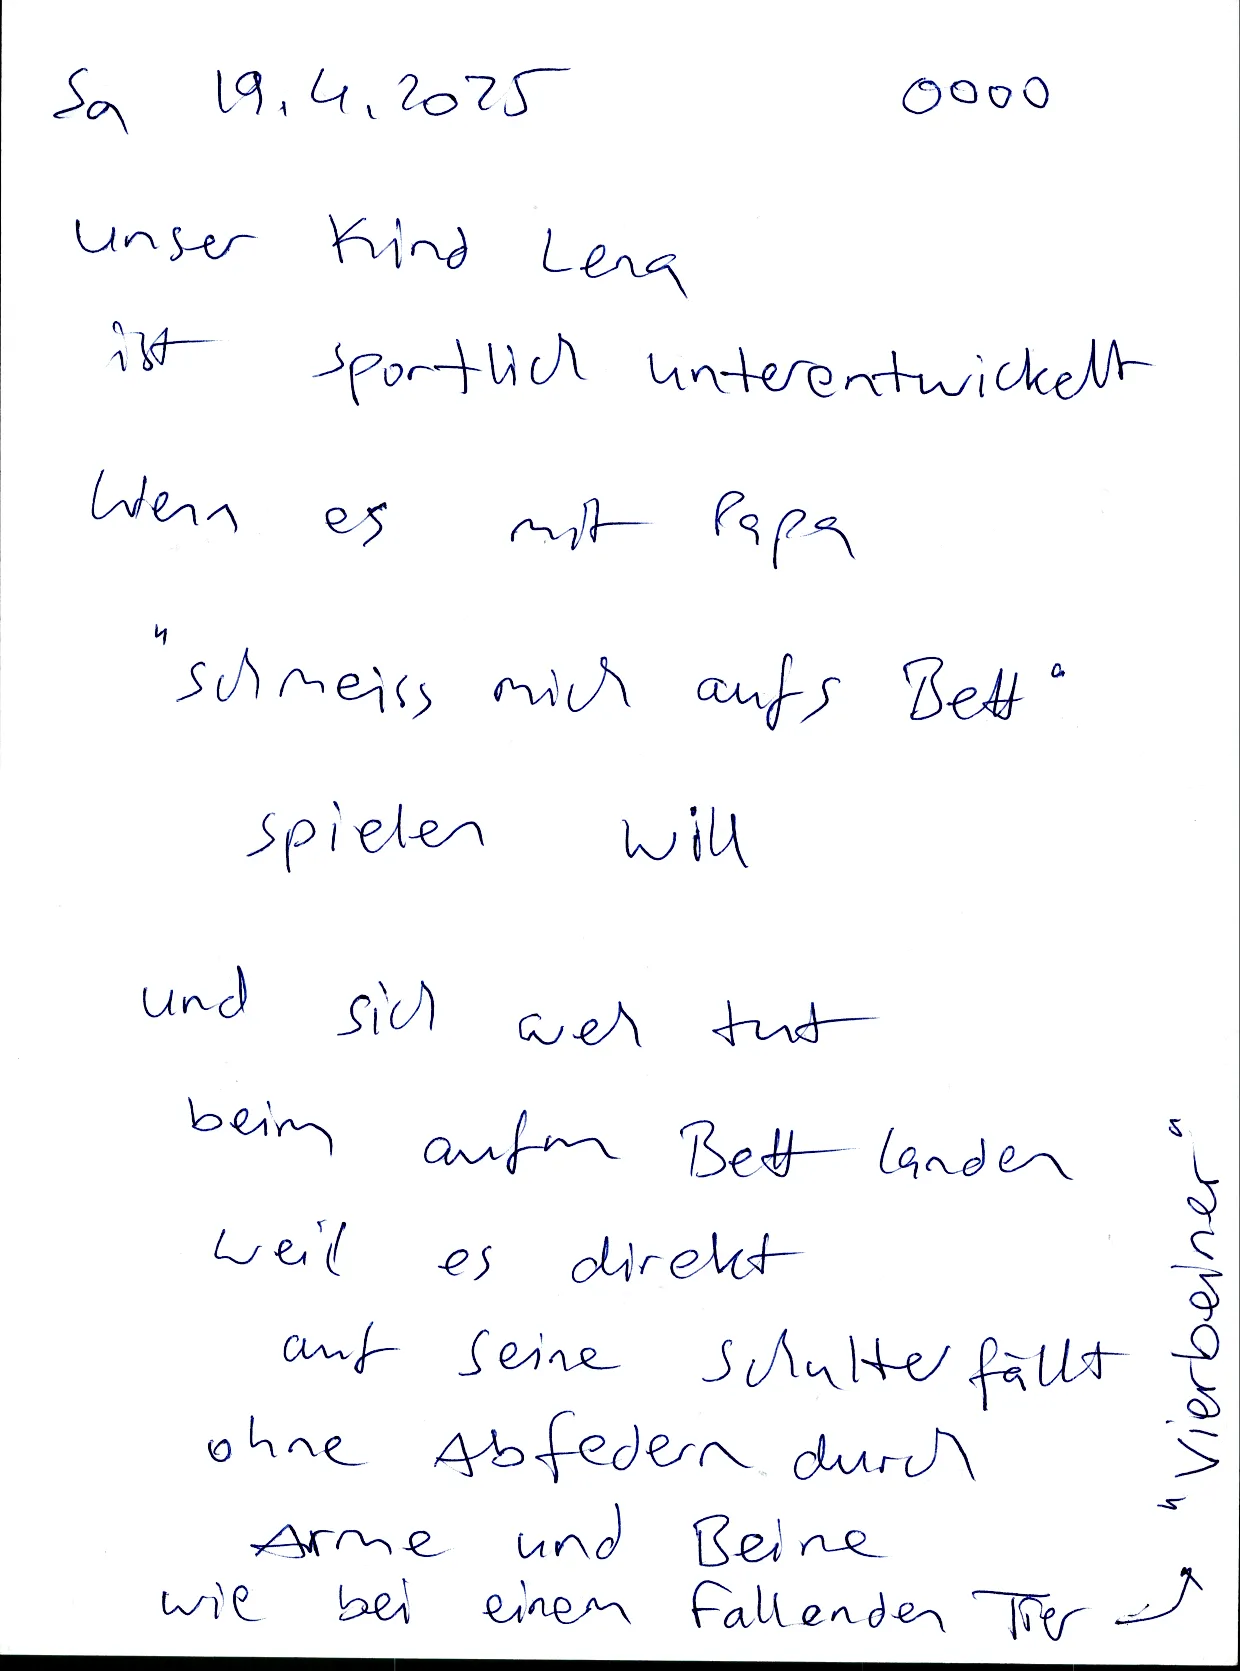 Sa 19.4.2025 0000
unser Kind Lena
ist sportlich unterentwickelt
Wenn es mit Papa
"schmeiss mich aufs Bett"
spielen will
und sich weh tut
beim aufm Bett landen
weil es direkt
auf seine Schulter fällt
ohne Abfedern durch
Arme und Beine
wie bei einem fallenden Tier
"Vierbeiner"